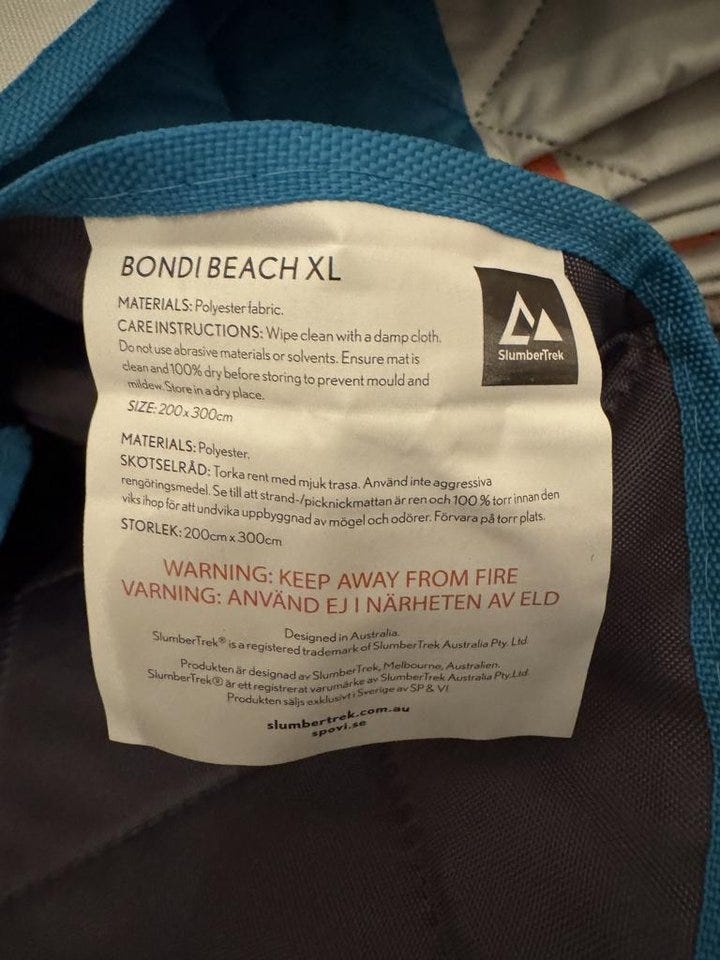 BONDI BEACH XL
MATERIALS: Polyester fabric.
CARE INSTRUCTIONS: Wipe clean with a damp cloth.
Do not use abrasive materials or solvents. Ensure mat is
clean and 100% dry before storing to prevent mould and
mildew. Store in a dry place.
SIZE: 200x300cm
SlumberTrek
MATERIALS: Polyester.
SKÖTSELRÅD: Torka rent med mjuk trasa. Använd inte aggressiva
rengöringsmedel. Se till att strand-/picknickmattan är ren och 100 % torr innan den
viks ihop för att undvika uppbyggnad av mögel och odörer. Förvara på torr plats.
STORLEK: 200cm x 300cm
WARNING: KEEP AWAY FROM FIRE
VARNING: ANVÄND EJ I NÄRHETEN AV ELD
Designed in Australia.
SlumberTrek® is a registered trademark of SlumberTrek Australia Pty. Ltd.
Produkten är designad av SlumberTrek, Melbourne, Australien.
SlumberTrek® är ett registrerat varumärke av SlumberTrek Australia Pty. Ltd.
Produkten säljs exklusivt i Sverige av SP & VI
slumbertrek.com.au
spovi.se